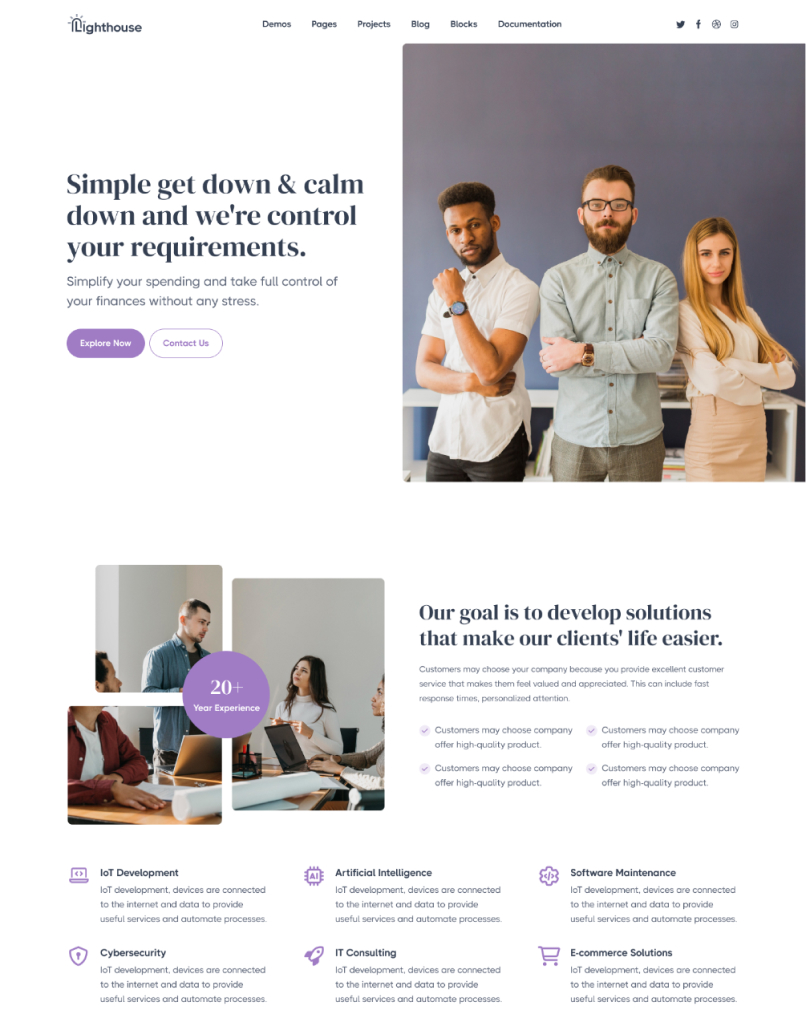 Lighthouse
Demos Pages Projects Blog Blocks Documentation
Simple get down & calm
down and we're control
your requirements.
Simplify your spending and take full control of
your finances without any stress.
Explore Now Contact Us
20+
Year Experience
Our goal is to develop solutions
that make our clients' life easier.
Customers may choose your company because you provide excellent customer
service that makes them feel valued and appreciated. This can include fast
response times, personalized attention.
Customers may choose company
offer high-quality product.
Customers may choose company
offer high-quality product.
Customers may choose company
offer high-quality product.
Customers may choose company
offer high-quality product.
IoT Development
IoT development, devices are connected
to the internet and data to provide
useful services and automate processes.
AI
Artificial Intelligence
IoT development, devices are connected
to the internet and data to provide
useful services and automate processes.
Software Maintenance
IoT development, devices are connected
to the internet and data to provide
useful services and automate processes.
Cybersecurity
IoT development, devices are connected
to the internet and data to provide
useful services and automate processes.
IT Consulting
IoT development, devices are connected
to the internet and data to provide
useful services and automate processes.
E-commerce Solutions
IoT development, devices are connected
to the internet and data to provide
useful services and automate processes.